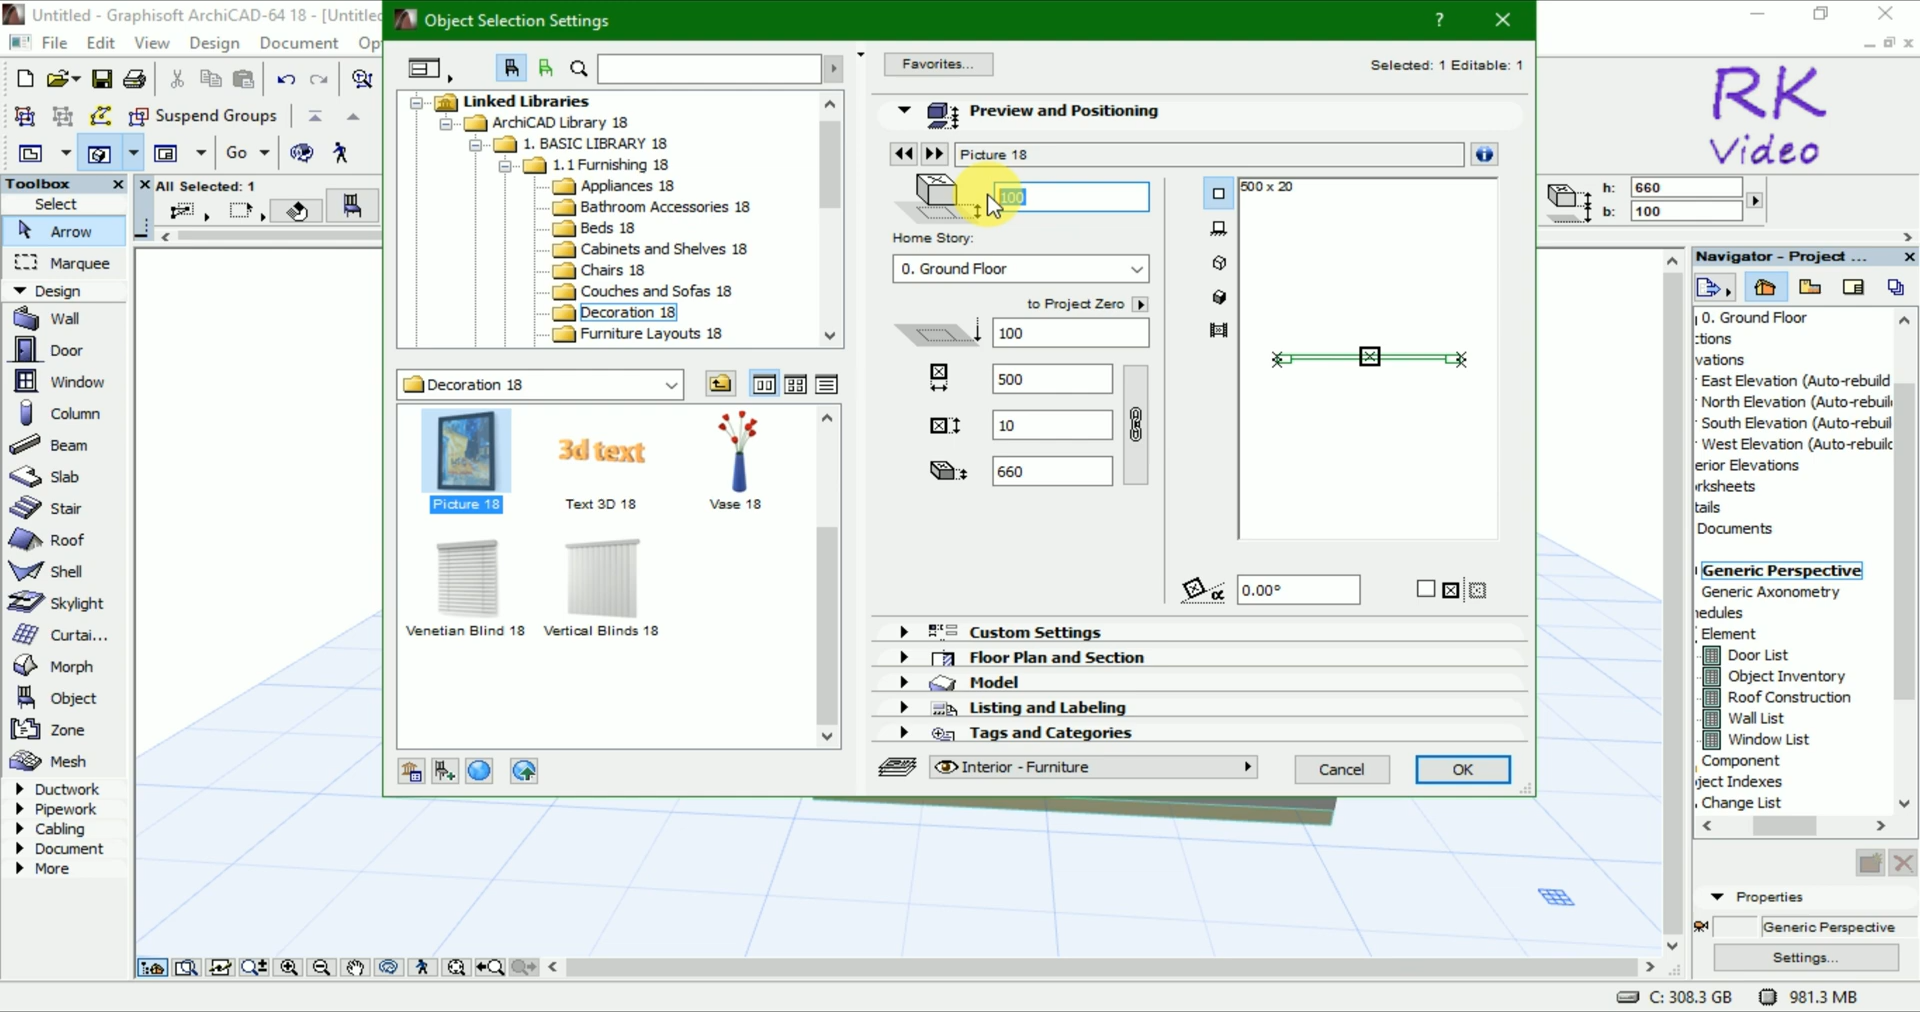 Untitled - Graphisoft ArchiCAD-64 18 - [Untitled
File Edit View Design Document Op
Suspend Groups
Go
Toolbox
Select
Arrow
Marquee
Design
Wall
Door
Window
Column
Beam
Slab
Stair
Roof
Shell
Skylight
Curtai...
Morph
Object
Zone
Mesh
Ductwork
Pipework
Cabling
Document
More
All Selected: 1
Object Selection Settings
?
Linked Libraries
ArchiCAD Library 18
1. BASIC LIBRARY 18
1.1 Furnishing 18
Appliances 18
Bathroom Accessories 18
Beds 18
Cabinets and Shelves 18
Chairs 18
Couches and Sofas 18
Decoration 18
Furniture Layouts 18
Decoration 18
3d text
Picture 18
Text 3D 18
Vase 18
Venetian Blind 18
Vertical Blinds 18
Favorites...
Selected: 1 Editable: 1
Preview and Positioning
Picture 18
100
Home Story:
0. Ground Floor
to Project Zero
100
500
10
660
500 x 20
α
0.00°
Custom Settings
Floor Plan and Section
Model
Listing and Labeling
Tags and Categories
Interior - Furniture
Cancel
OK
RK
Video
h: 660
b: 100
Navigator - Project ...
0. Ground Floor
ctions
vations
East Elevation (Auto-rebuild
North Elevation (Auto-rebuil
South Elevation (Auto-rebuil
West Elevation (Auto-rebuild
erior Elevations
rksheets
tails
Documents
Generic Perspective
Generic Axonometry
nedules
Element
Door List
Object Inventory
Roof Construction
Wall List
Window List
Component
ject Indexes
Change List
Properties
Generic Perspective
Settings...
C: 308.3 GB
981.3 MB